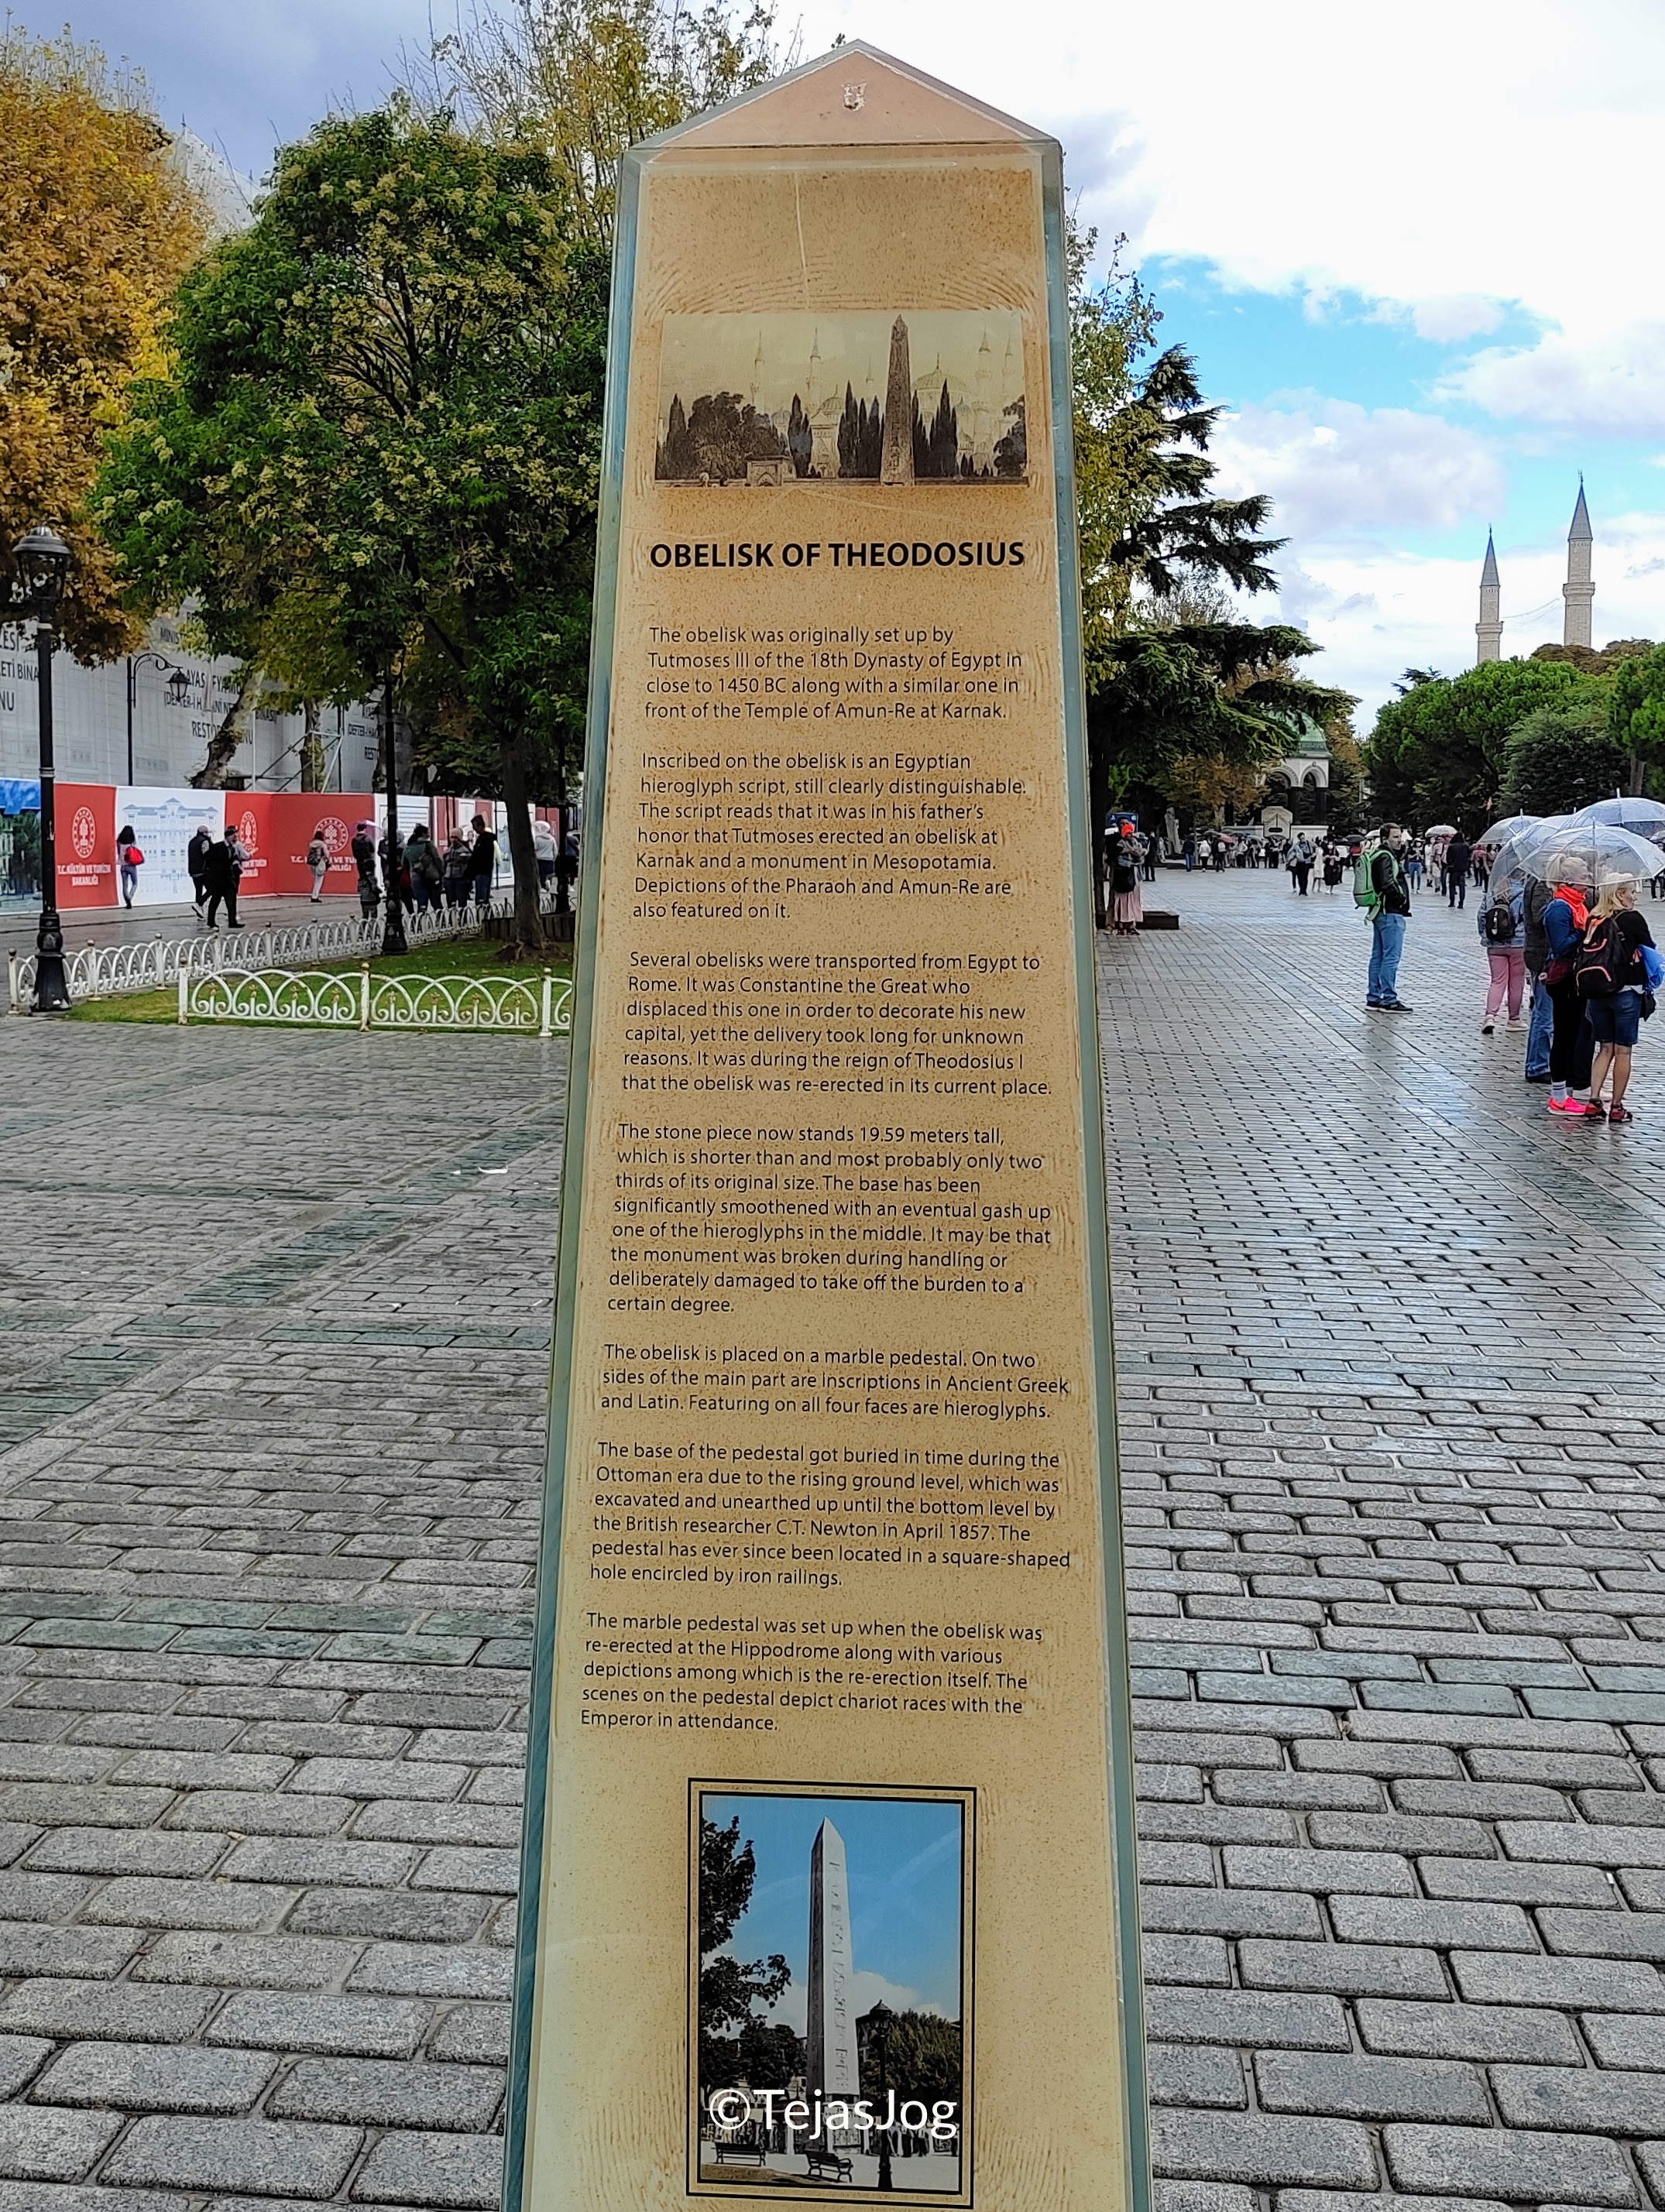 OBELISK OF THEODOSIUS
The obelisk was originally set up by
Tutmoses III of the 18th Dynasty of Egypt in
close to 1450 BC along with a similar one in
front of the Temple of Amun-Re at Karnak.
Inscribed on the obelisk is an Egyptian
hieroglyph script, still clearly distinguishable.
The script reads that it was in his father's
honor that Tutmoses erected an obelisk at
Karnak and a monument in Mesopotamia.
Depictions of the Pharaoh and Amun-Re are
also featured on it.
Several obelisks were transported from Egypt to
Rome. It was Constantine the Great who
displaced this one in order to decorate his new
capital, yet the delivery took long for unknown
reasons. It was during the reign of Theodosius I
that the obelisk was re-erected in its current place.
The stone piece now stands 19.59 meters tall,
which is shorter than and most probably only two
thirds of its original size. The base has been
significantly smoothened with an eventual gash up
one of the hieroglyphs in the middle. It may be that
the monument was broken during handling or
deliberately damaged to take off the burden to a
certain degree.
The obelisk is placed on a marble pedestal. On two
sides of the main part are inscriptions in Ancient Greek
and Latin. Featuring on all four faces are hieroglyphs.
The base of the pedestal got buried in time during the
Ottoman era due to the rising ground level, which was
excavated and unearthed up until the bottom level by
the British researcher C.T. Newton in April 1857. The
pedestal has ever since been located in a square-shaped
hole encircled by iron railings.
The marble pedestal was set up when the obelisk was
re-erected at the Hippodrome along with various
depictions among which is the re-erection itself. The
scenes on the pedestal depict chariot races with the
Emperor in attendance.
©TejasJog
T.C. KÜLTÜR VE TURİZM
BAKANLIĞI